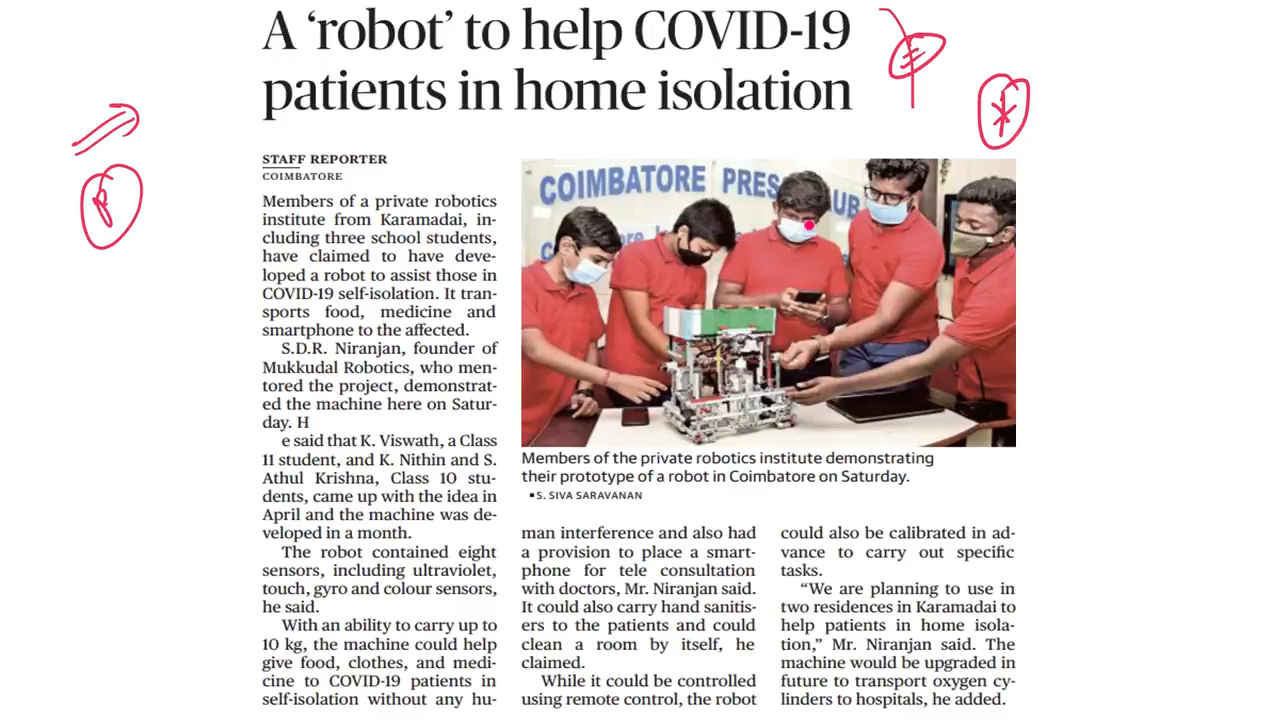 A ‘robot’ to help COVID-19
patients in home isolation
STAFF REPORTER
COIMBATORE
Members of a private robotics
institute from Karamadai, in-
cluding three school students,
have claimed to have deve-
loped a robot to assist those in
COVID-19 self-isolation. It tran-
sports food, medicine and
smartphone to the affected.
S.D.R. Niranjan, founder of
Mukkudal Robotics, who men-
tored the project, demonstrat-
ed the machine here on Satur-
day. H
e said that K. Viswath, a Class
11 student, and K. Nithin and S.
Athul Krishna, Class 10 stu-
dents, came up with the idea in
April and the machine was de-
veloped in a month.
The robot contained eight
sensors, including ultraviolet,
touch, gyro and colour sensors,
he said.
With an ability to carry up to
10 kg, the machine could help
give food, clothes, and medi-
cine to COVID-19 patients in
self-isolation without any hu-
COIMBATORE PRESS
Members of the private robotics institute demonstrating
their prototype of a robot in Coimbatore on Saturday.
▪S. SIVA SARAVANAN
man interference and also had
a provision to place a smart-
phone for tele consultation
with doctors, Mr. Niranjan said.
It could also carry hand sanitis-
ers to the patients and could
clean a room by itself, he
claimed.
While it could be controlled
using remote control, the robot
could also be calibrated in ad-
vance to carry out specific
tasks.
“We are planning to use in
two residences in Karamadai to
help patients in home isola-
tion,” Mr. Niranjan said. The
machine would be upgraded in
future to transport oxygen cy-
linders to hospitals, he added.